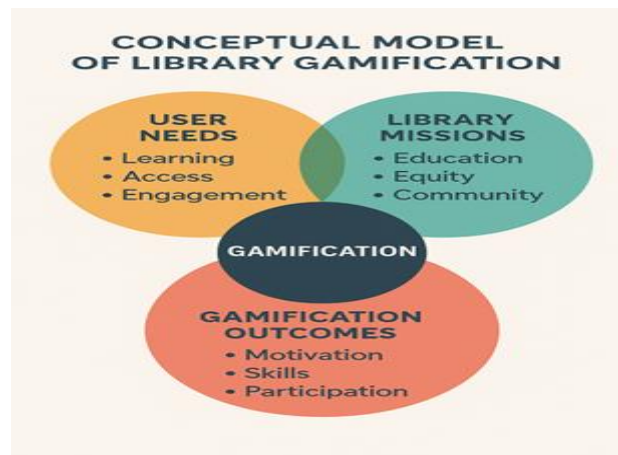 CONCEPTUAL MODEL
OF LIBRARY GAMIFICATION
USER
NEEDS
• Learning
• Access
• Engagement
LIBRARY
MISSIONS
• Education
• Equity
• Community
GAMIFICATION
GAMIFICATION
OUTCOMES
• Motivation
• Skills
• Participation